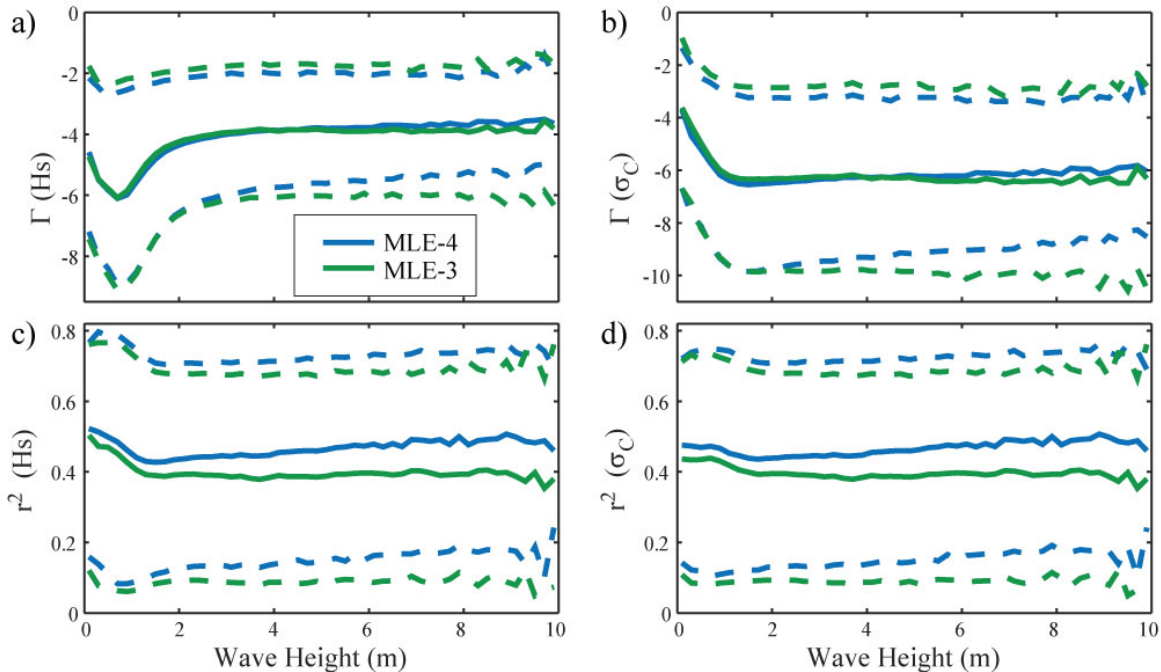 a)
0
-2
-4
-6
-8
Γ (Hs)
MLE-4
MLE-3
b)
0
-2
-4
-6
-8
-10
Γ (σC)
c)
0.8
0.6
0.4
0.2
0
r² (Hs)
0 2 4 6 8 10
Wave Height (m)
d)
0.8
0.6
0.4
0.2
0
r² (σC)
0 2 4 6 8 10
Wave Height (m)